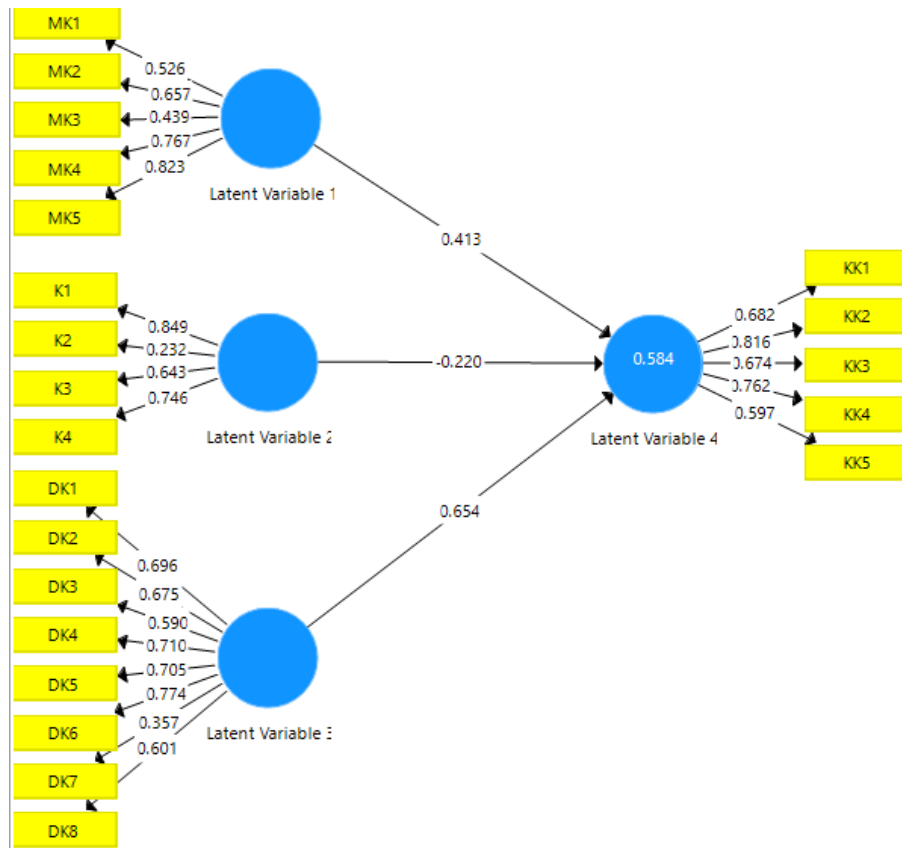 MK1
MK2
MK3
MK4
MK5
0.526
0.657
0.439
0.767
0.823
Latent Variable 1
0.413
K1
K2
K3
K4
0.849
0.232
0.643
0.746
Latent Variable 2
-0.220
DK1
DK2
DK3
DK4
DK5
DK6
DK7
DK8
0.696
0.675
0.590
0.710
0.705
0.774
0.357
0.601
Latent Variable 3
0.654
0.584
Latent Variable 4
0.682
0.816
0.674
0.762
0.597
KK1
KK2
KK3
KK4
KK5